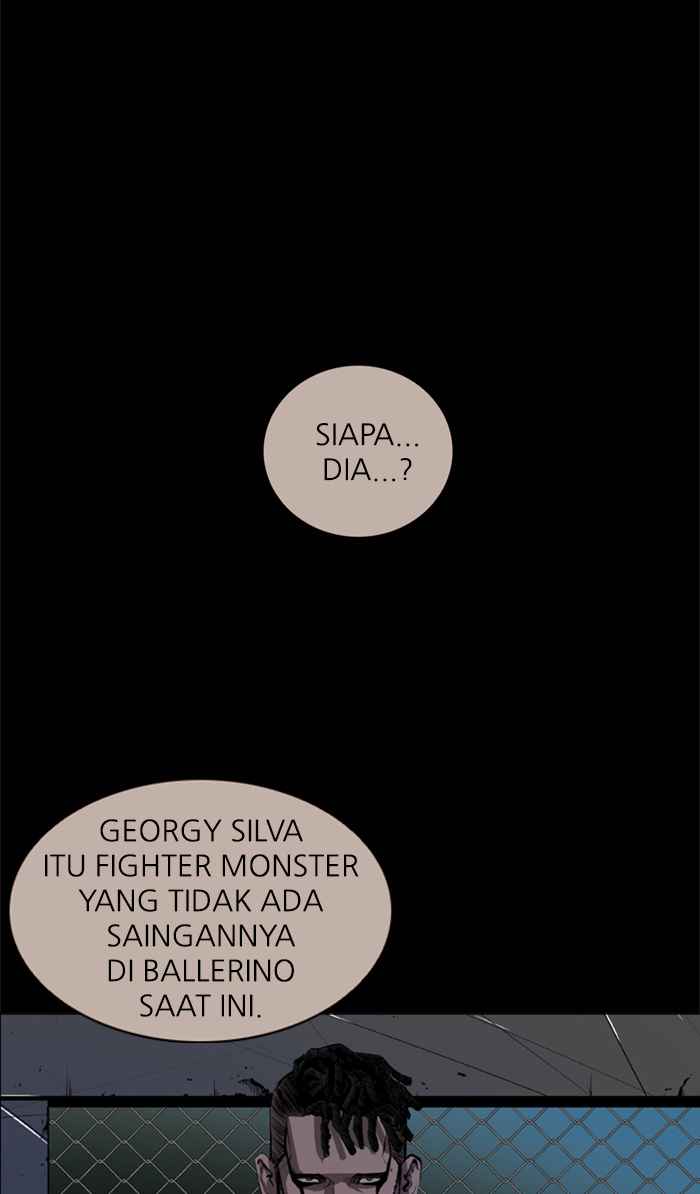 SIAPA...
DIA...?
GEORGY SILVA
ITU FIGHTER MONSTER
YANG TIDAK ADA
SAINGANNYA
DI BALLERINO
SAAT INI.